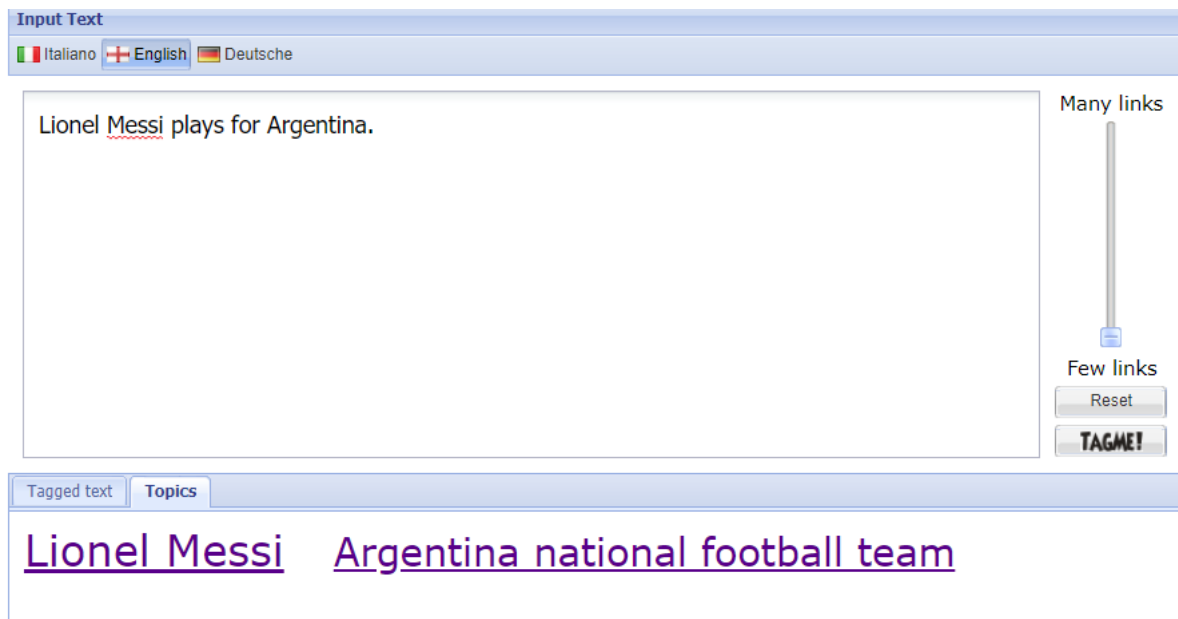 Input Text
Italiano English Deutsche
Lionel Messi plays for Argentina.
Many links
Few links
Reset
TAGME!
Tagged text Topics
Lionel Messi Argentina national football team